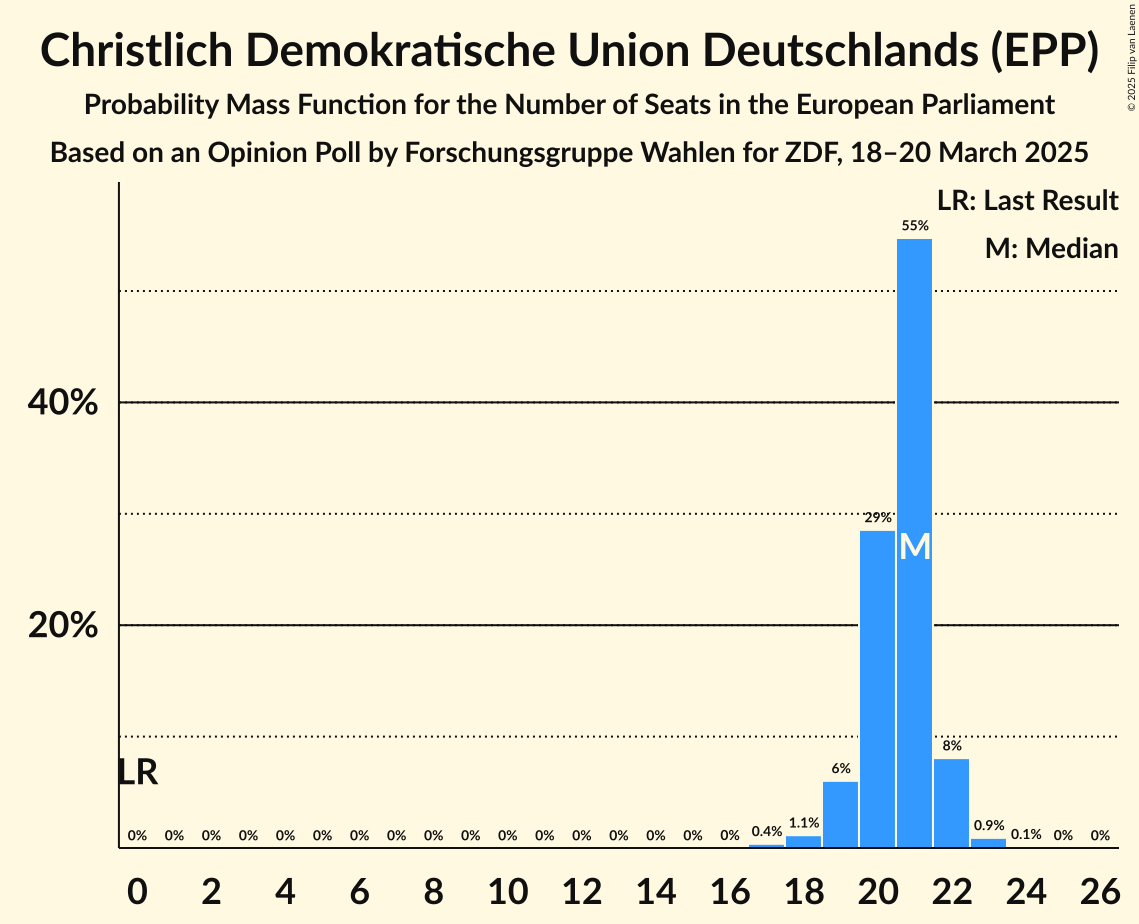 Christlich Demokratische Union Deutschlands (EPP)
Probability Mass Function for the Number of Seats in the European Parliament
Based on an Opinion Poll by Forschungsgruppe Wahlen for ZDF, 18–20 March 2025
© 2025 Filip van Laenen
LR: Last Result
M: Median
55%
40%
29%
M
20%
8%
LR
6%
0% 0% 0% 0% 0% 0% 0% 0% 0% 0% 0% 0% 0% 0% 0% 0% 0% 0.4% 1.1% 0.9% 0.1% 0% 0%
0 2 4 6 8 10 12 14 16 18 20 22 24 26